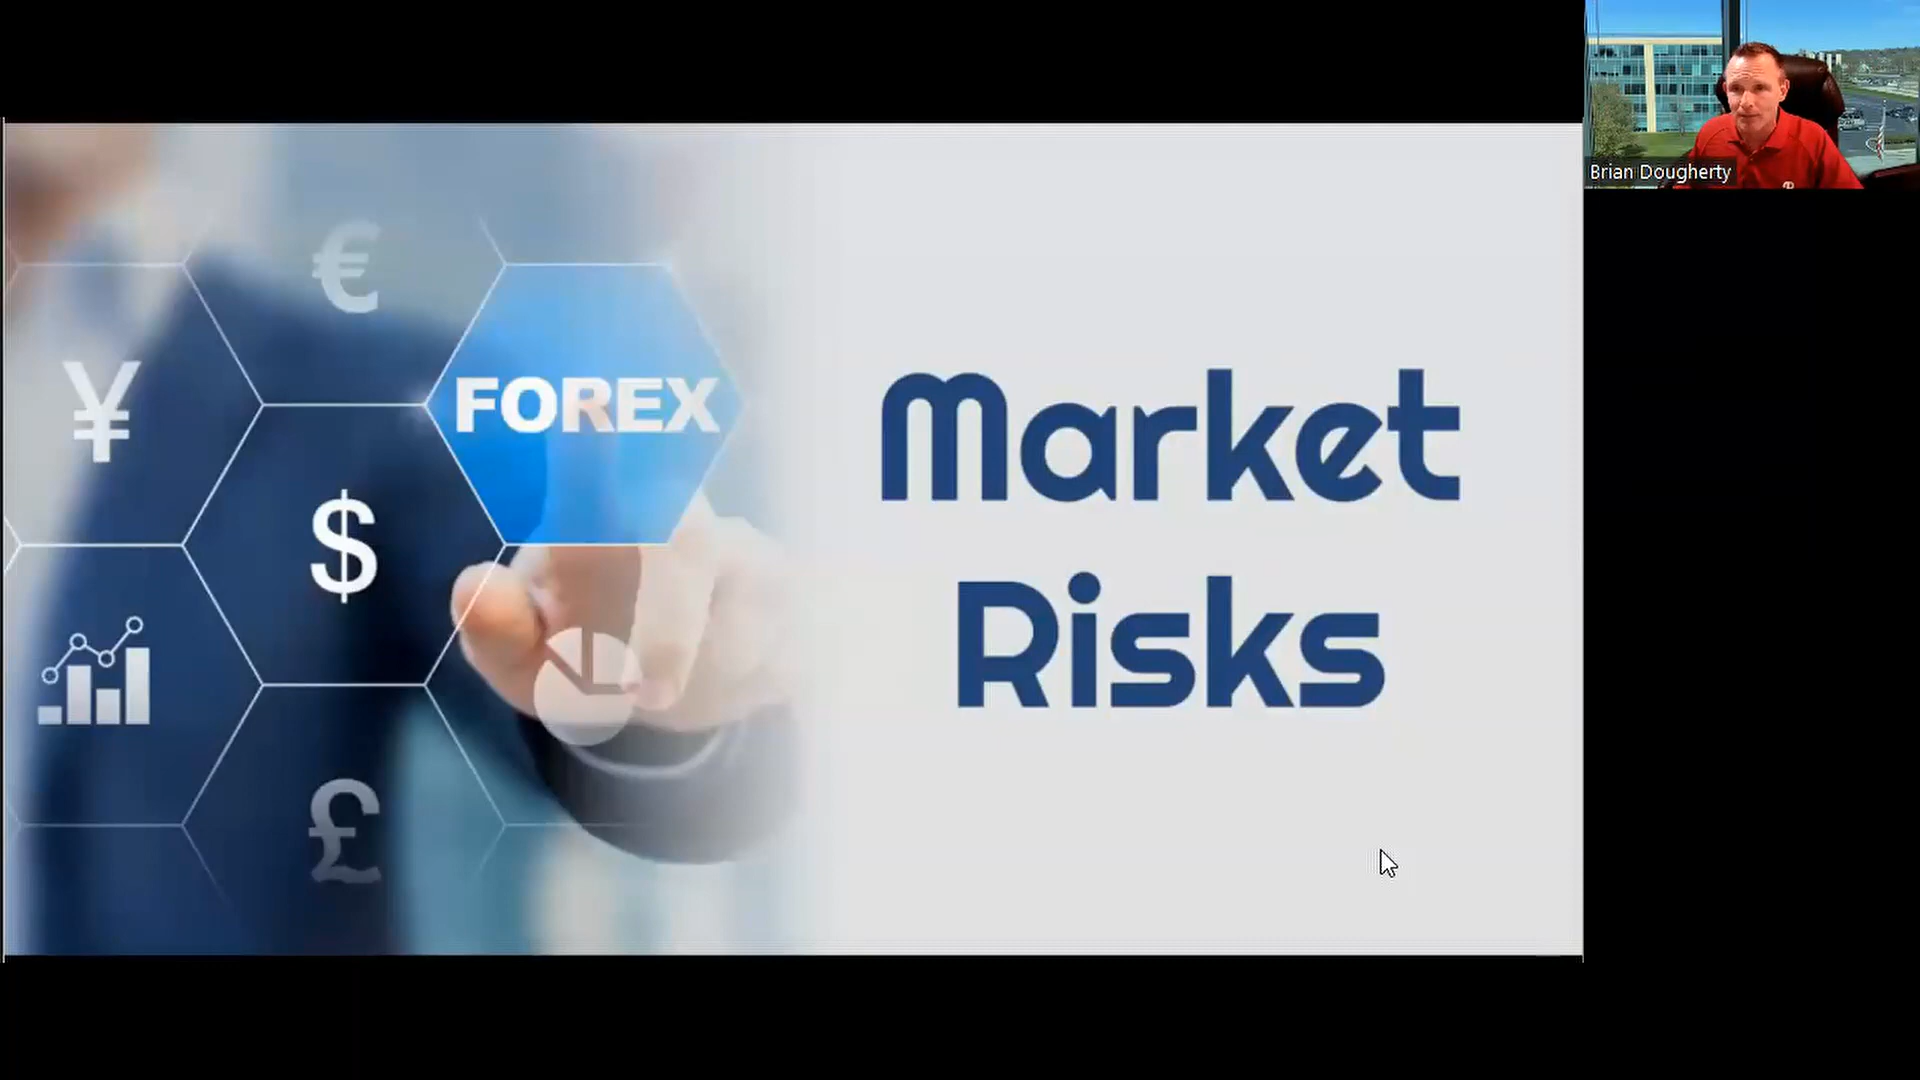 Brian Dougherty
€
¥
FOREX
$
£
Market
Risks